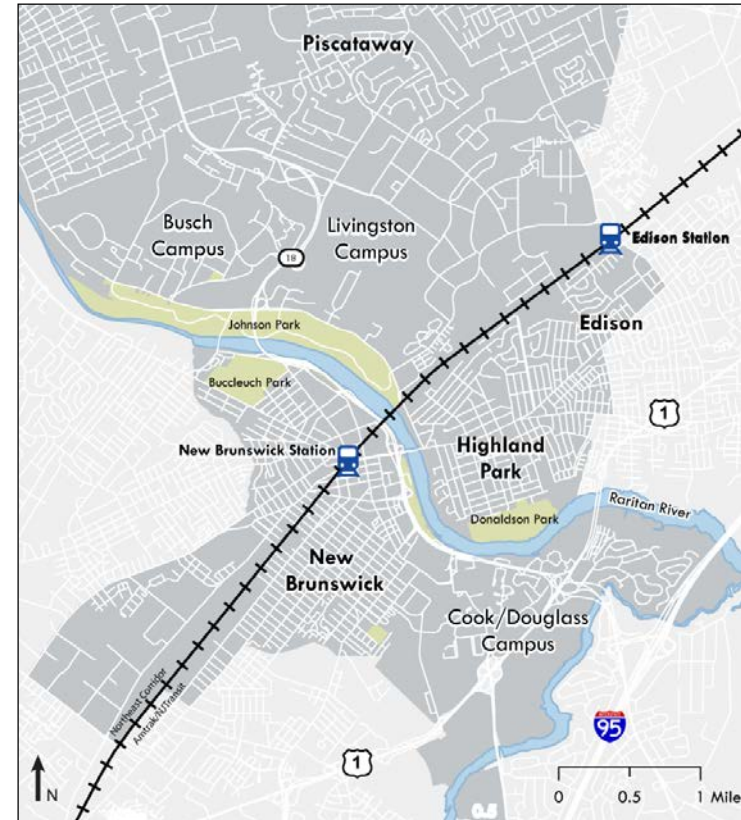 Piscataway
Busch
Campus
Livingston
Campus
18
Edison Station
Johnson Park
Edison
Buccleuch Park
1
New Brunswick Station
Highland
Park
Raritan River
Donaldson Park
New
Brunswick
Cook/Douglass
Campus
Northeast Corridor
Amtrak/NJTransit
95
1
N
0 0.5 1 Mile
0.5